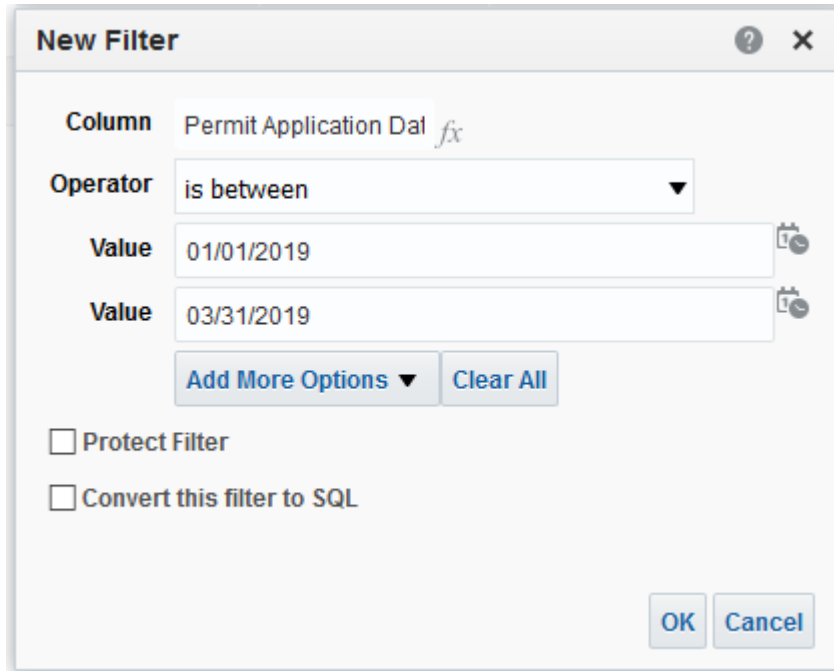 New Filter
Column Permit Application Dat fx
Operator is between
Value 01/01/2019
Value 03/31/2019
Add More Options Clear All
Protect Filter
Convert this filter to SQL
OK Cancel